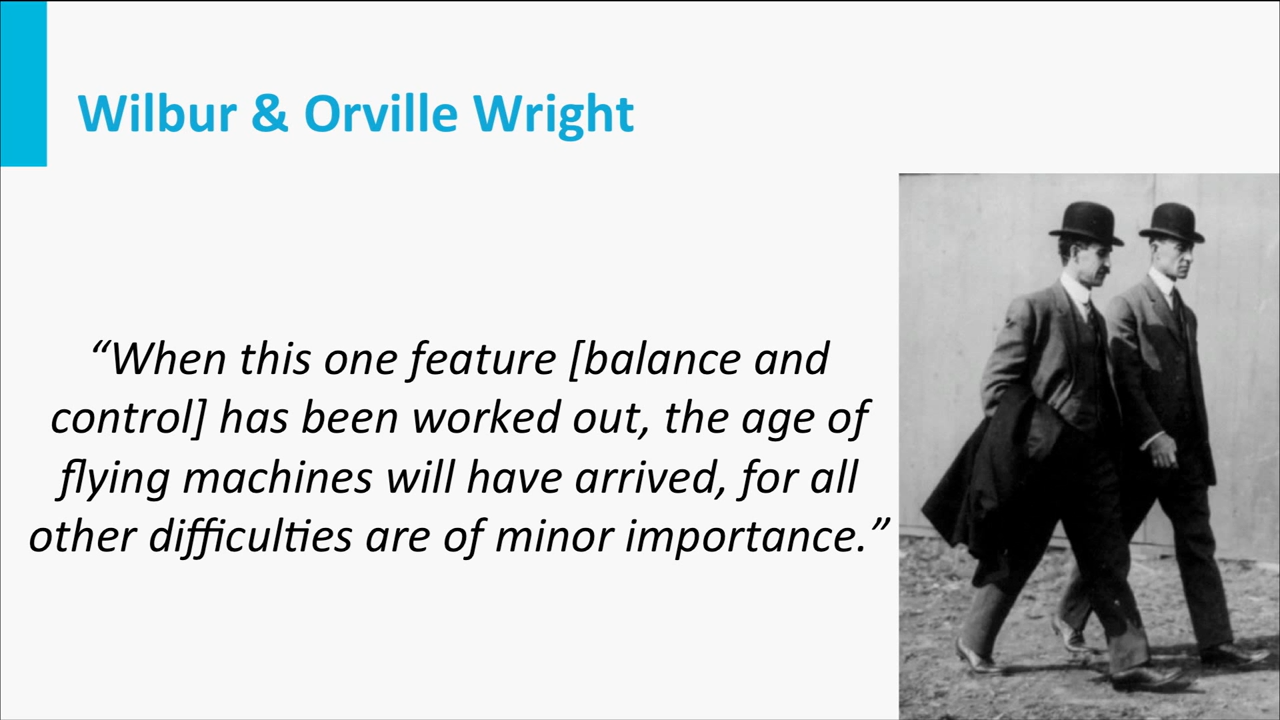 Wilbur & Orville Wright
“When this one feature [balance and
control] has been worked out, the age of
flying machines will have arrived, for all
other difficulties are of minor importance.”